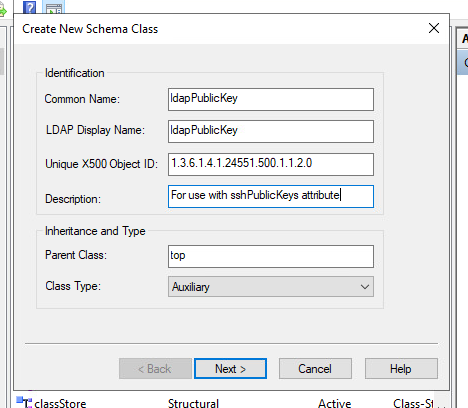 Create New Schema Class
Identification
Common Name: ldapPublicKey
LDAP Display Name: ldapPublicKey
Unique X500 Object ID: 1.3.6.1.4.1.24551.500.1.1.2.0
Description: For use with sshPublicKeys attribute
Inheritance and Type
Parent Class: top
Class Type: Auxiliary
< Back Next > Cancel Help
classStore Structural Active Class-St